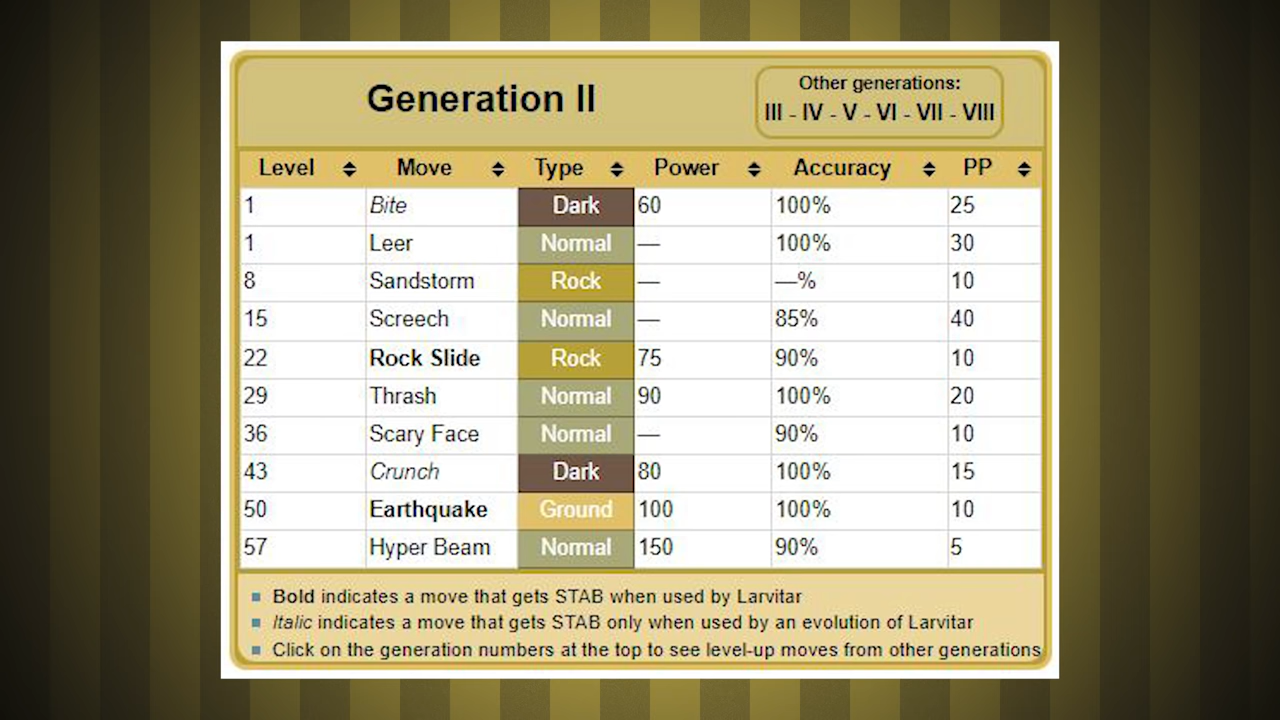 Generation II
Other generations:
III - IV - V - VI - VII - VIII
Level Move Type Power Accuracy PP
1 Bite Dark 60 100% 25
1 Leer Normal — 100% 30
8 Sandstorm Rock — —% 10
15 Screech Normal — 85% 40
22 Rock Slide Rock 75 90% 10
29 Thrash Normal 90 100% 20
36 Scary Face Normal — 90% 10
43 Crunch Dark 80 100% 15
50 Earthquake Ground 100 100% 10
57 Hyper Beam Normal 150 90% 5
Bold indicates a move that gets STAB when used by Larvitar
Italic indicates a move that gets STAB only when used by an evolution of Larvitar
Click on the generation numbers at the top to see level-up moves from other generations